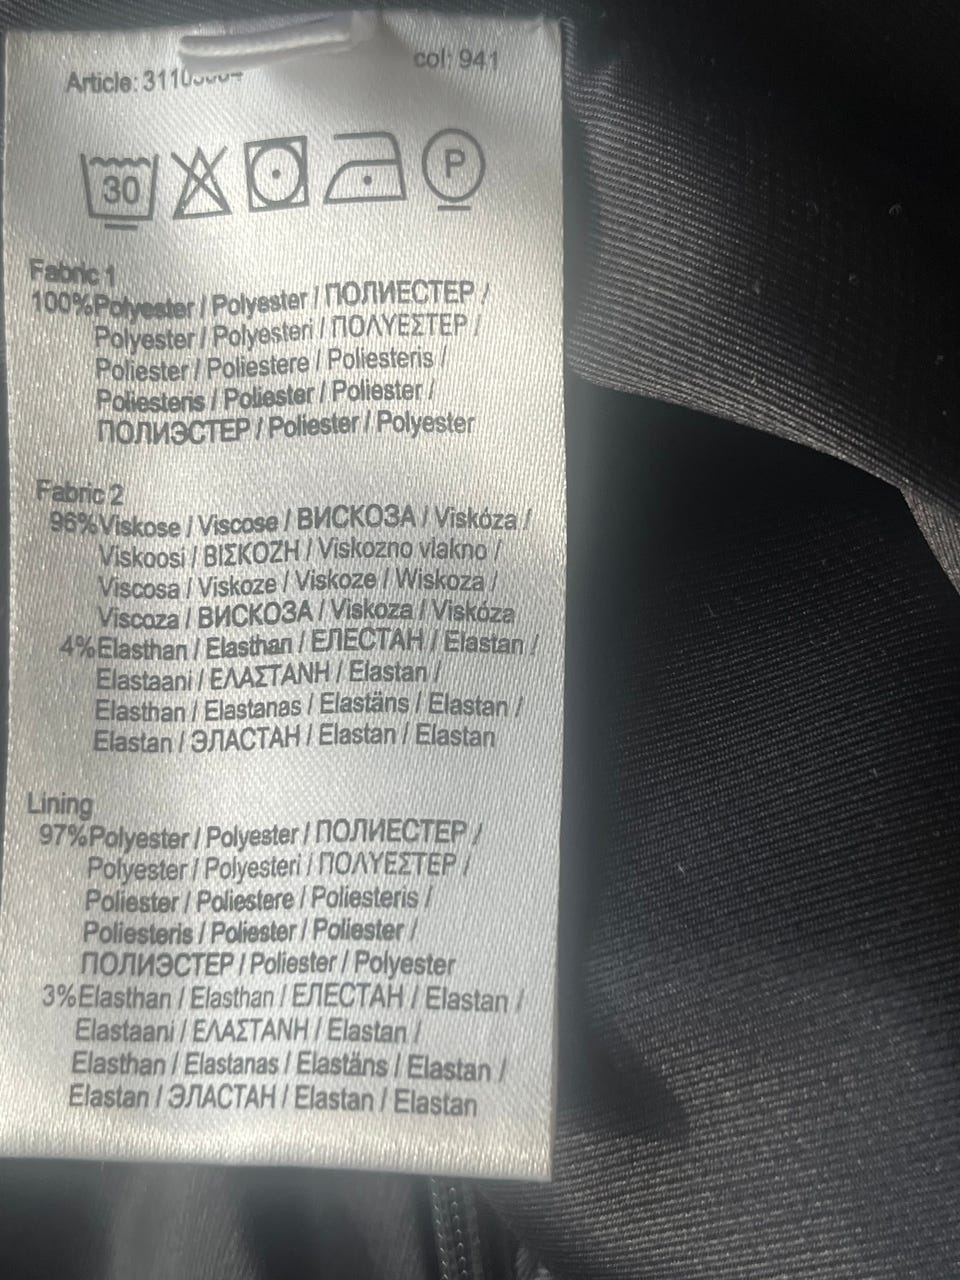 col: 941
Article:
30
P
Fabric 1
100%Polyester / Polyester / ПОЛИЕСТЕР /
Polyester / Polyesteri / ΠΟΛΥΕΣΤΕΡ /
Poliester / Poliestere / Poliesteris /
Poliesteris / Poliester / Poliester /
ПОЛИЭСТЕР / Poliester / Polyester
Fabric 2
96%Viskose / Viscose / ВИСКОЗА / Viskóza /
Viskoosi / ΒΙΣΚΟΖΗ / Viskozno vlakno /
Viscosa / Viskoze / Viskoze / Wiskoza /
Viscoza / ВИСКОЗА / Viskoza / Viskóza
4%Elasthan / Elasthan / ЕЛЕСТАН / Elastan /
Elastaani / ΕΛΑΣΤΑΝΗ / Elastan /
Elasthan / Elastanas / Elastāns / Elastan /
Elastan / ЭЛАСТАН / Elastan / Elastan
Lining
97%Polyester / Polyester / ПОЛИЕСТЕР /
Polyester / Polyesteri / ΠΟΛΥΕΣΤΕΡ /
Poliester / Poliestere / Poliesteris /
Poliesteris / Poliester / Poliester /
ПОЛИЭСТЕР / Poliester / Polyester
3%Elasthan / Elasthan / ЕЛЕСТАН / Elastan /
Elastaani / ΕΛΑΣΤΑΝΗ / Elastan /
Elasthan / Elastanas / Elastāns / Elastan /
Elastan / ЭЛАСТАН / Elastan / Elastan